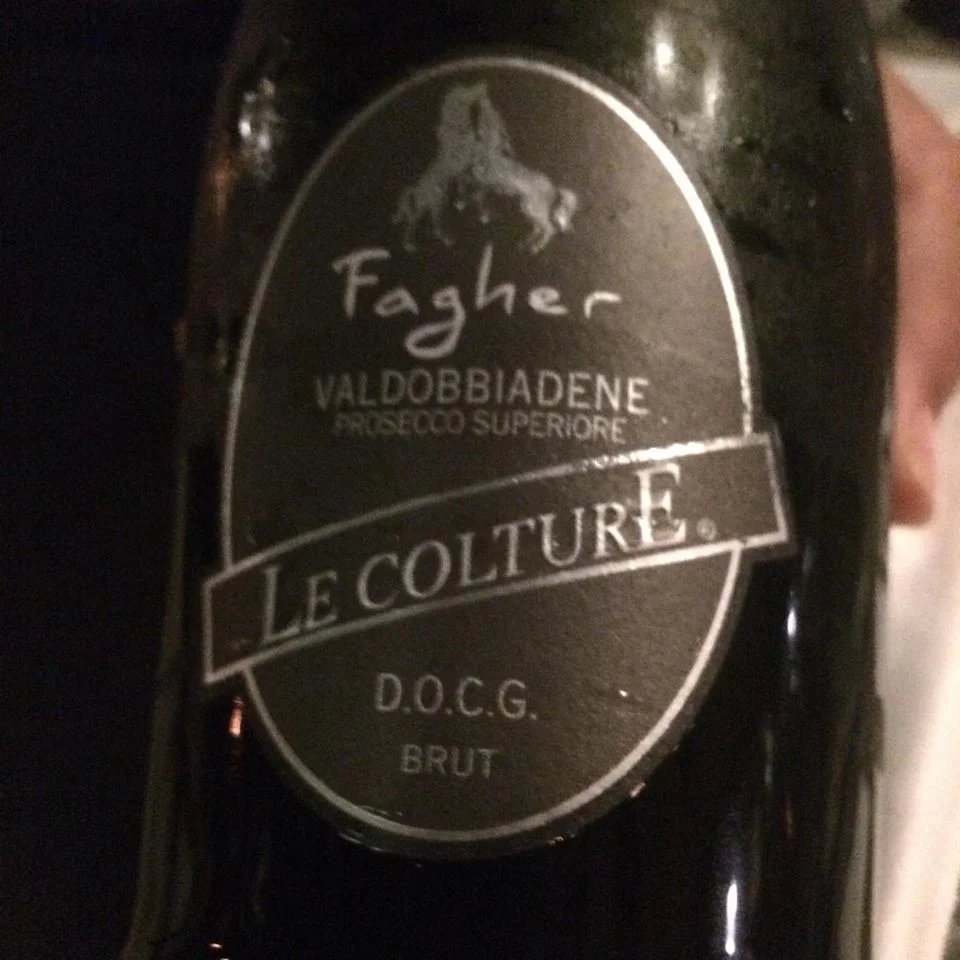 Fagher
VALDOBBIADENE
PROSECCO SUPERIORE
LE COLTURE ®
D.O.C.G.
BRUT